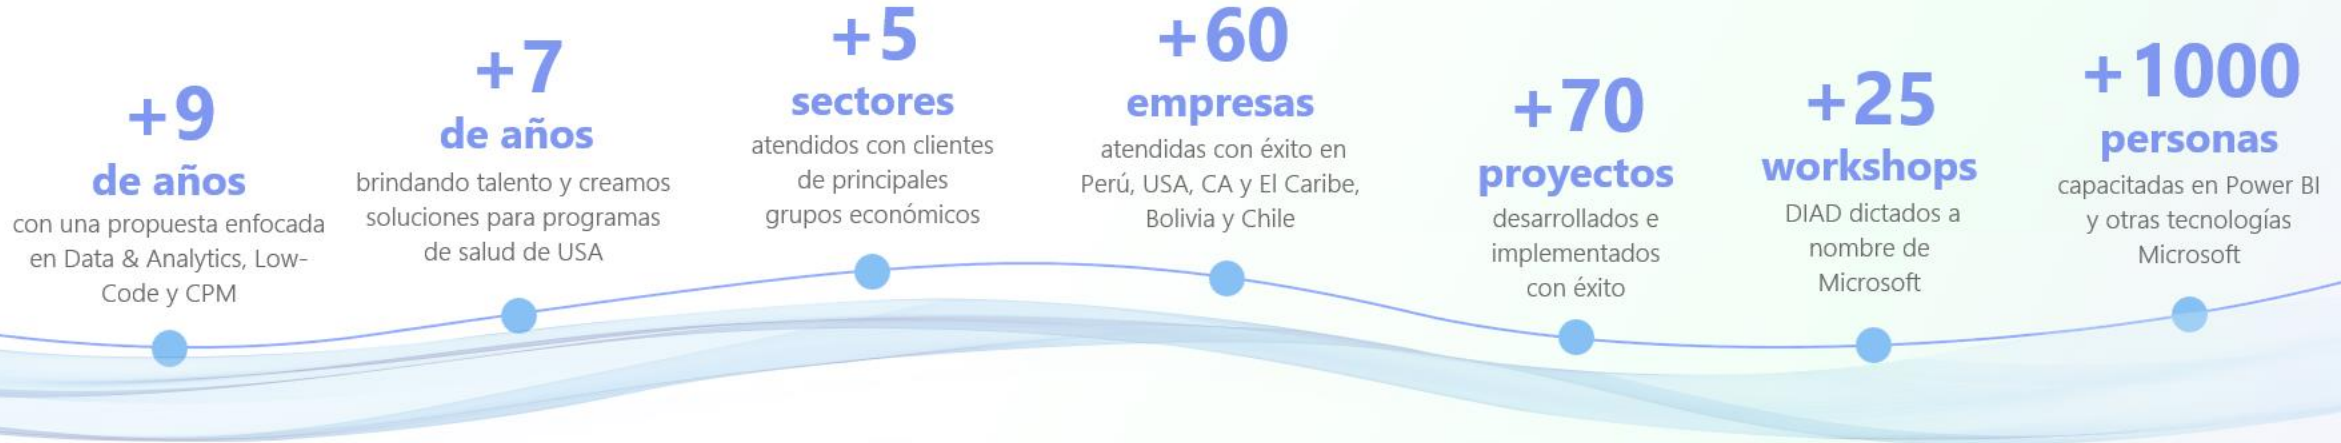 +9
de años
con una propuesta enfocada
en Data & Analytics, Low-
Code y CPM
+7
de años
brindando talento y creamos
soluciones para programas
de salud de USA
+5
sectores
atendidos con clientes
de principales
grupos económicos
+60
empresas
atendidas con éxito en
Perú, USA, CA y El Caribe,
Bolivia y Chile
+70
proyectos
desarrollados e
implementados
con éxito
+25
workshops
DIAD dictados a
nombre de
Microsoft
+1000
personas
capacitadas en Power BI
y otras tecnologías
Microsoft